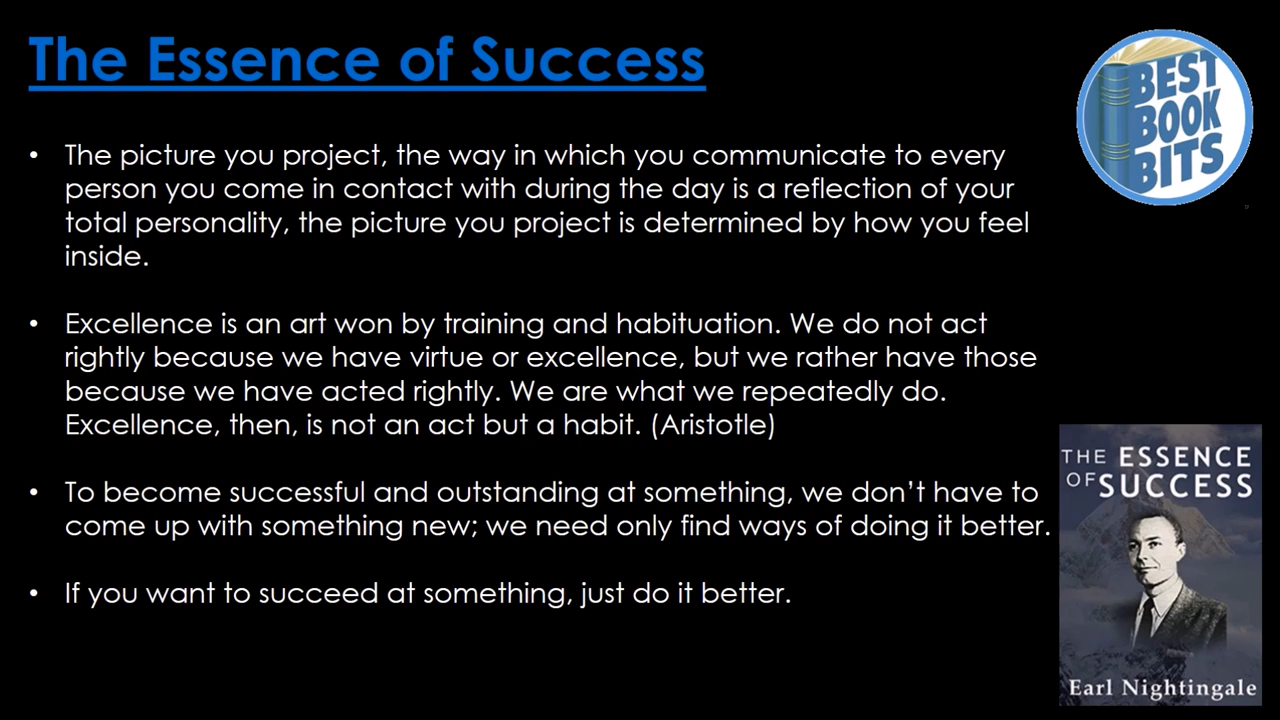 The Essence of Success
BEST
BOOK
BITS
• The picture you project, the way in which you communicate to every
person you come in contact with during the day is a reflection of your
total personality, the picture you project is determined by how you feel
inside.
• Excellence is an art won by training and habituation. We do not act
rightly because we have virtue or excellence, but we rather have those
because we have acted rightly. We are what we repeatedly do.
Excellence, then, is not an act but a habit. (Aristotle)
• To become successful and outstanding at something, we don’t have to
come up with something new; we need only find ways of doing it better.
• If you want to succeed at something, just do it better.
THE ESSENCE
OF SUCCESS
Earl Nightingale